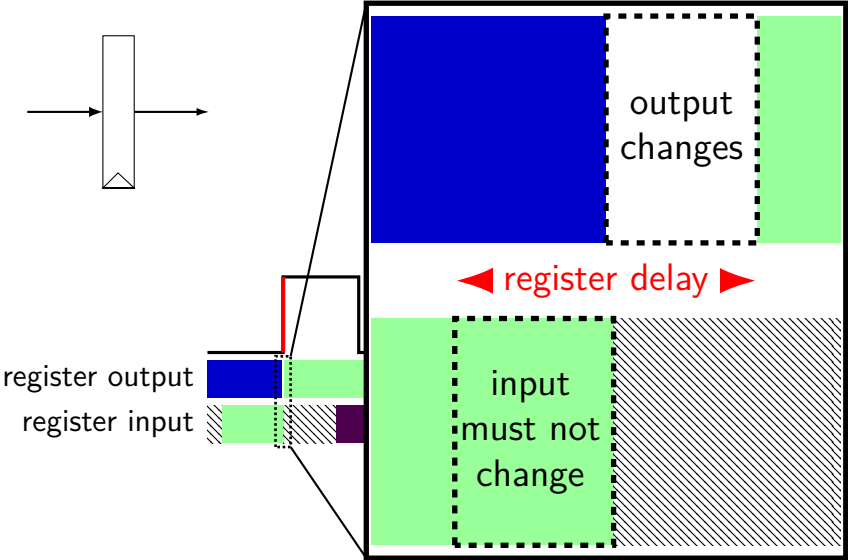 output
changes
register delay
register output
register input
input
must not
change